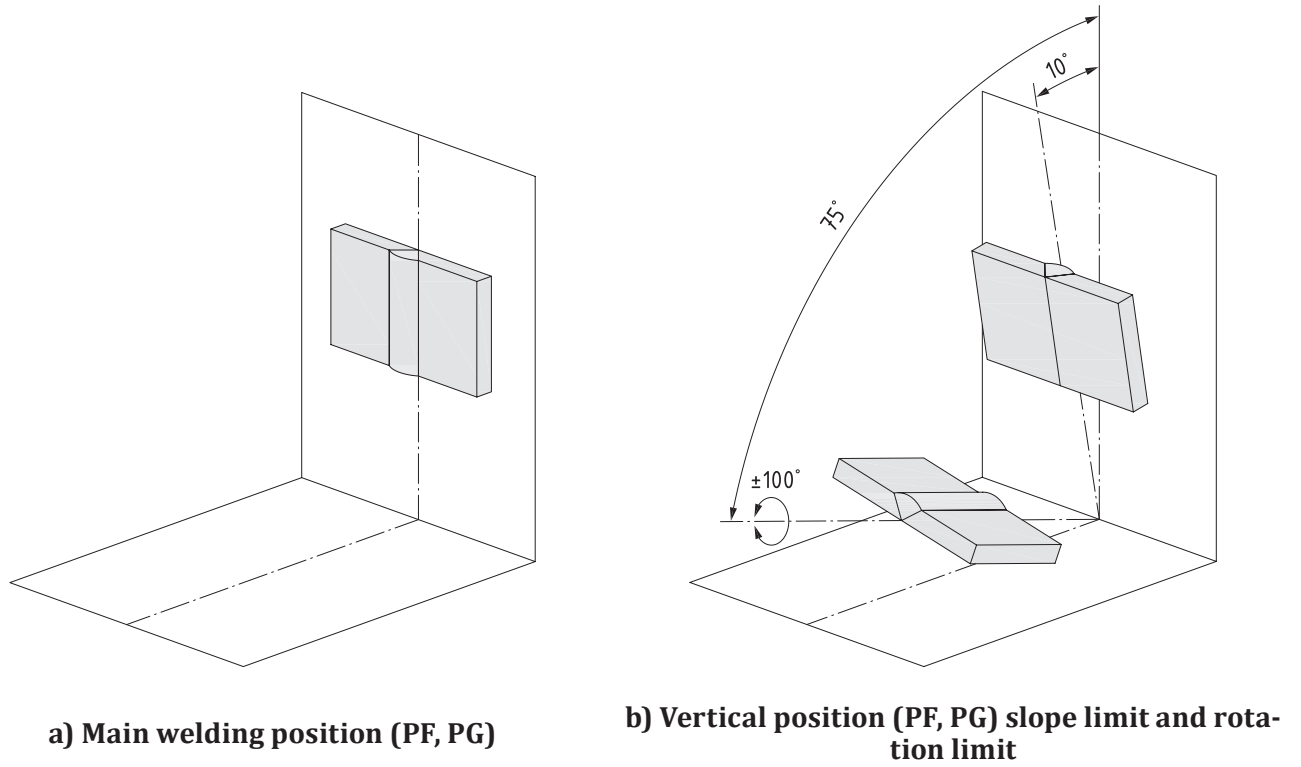 10°
75°
±100°
a) Main welding position (PF, PG)
b) Vertical position (PF, PG) slope limit and rota-
tion limit